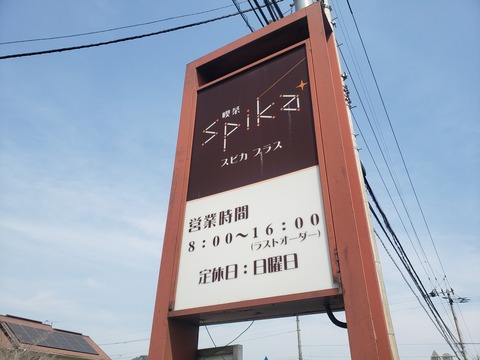 喫茶
spika
スピカ プラス
営業時間
8:00〜16:00
(ラストオーダー)
定休日:日曜日